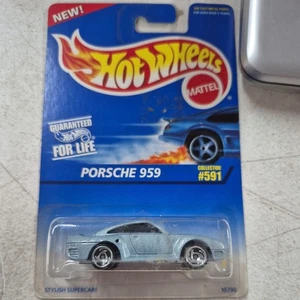 NEW!
HOT WHEELS
MATTEL
GUARANTEED
FOR LIFE
PORSCHE 959
COLLECTOR
#591
STYLISH SUPERCAR!